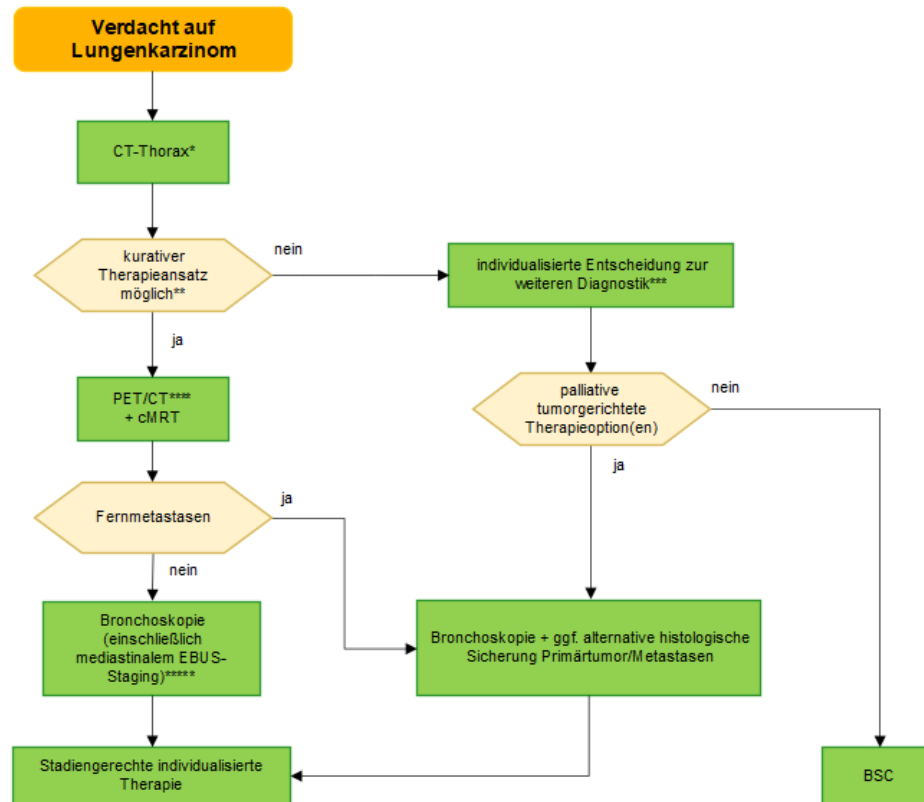 Verdacht auf
Lungenkarzinom
CT-Thorax*
kurativer
Therapieansatz
möglich**
nein
individualisierte Entscheidung zur
weiteren Diagnostik***
ja
PET/CT****
+ cMRT
palliative
tumorgerichtete
Therapieoption(en)
nein
ja
Fernmetastasen
ja
nein
Bronchoskopie
(einschließlich
mediastinalem EBUS-
Staging)*****
Bronchoskopie + ggf. alternative histologische
Sicherung Primärtumor/Metastasen
Stadiengerechte individualisierte
Therapie
BSC